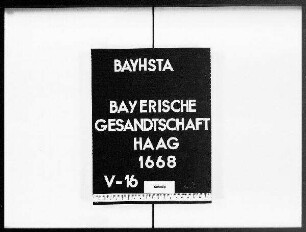 BAYHSTA
BAYERISCHE
GESANDTSCHAFT
HAAG
1668
V-16